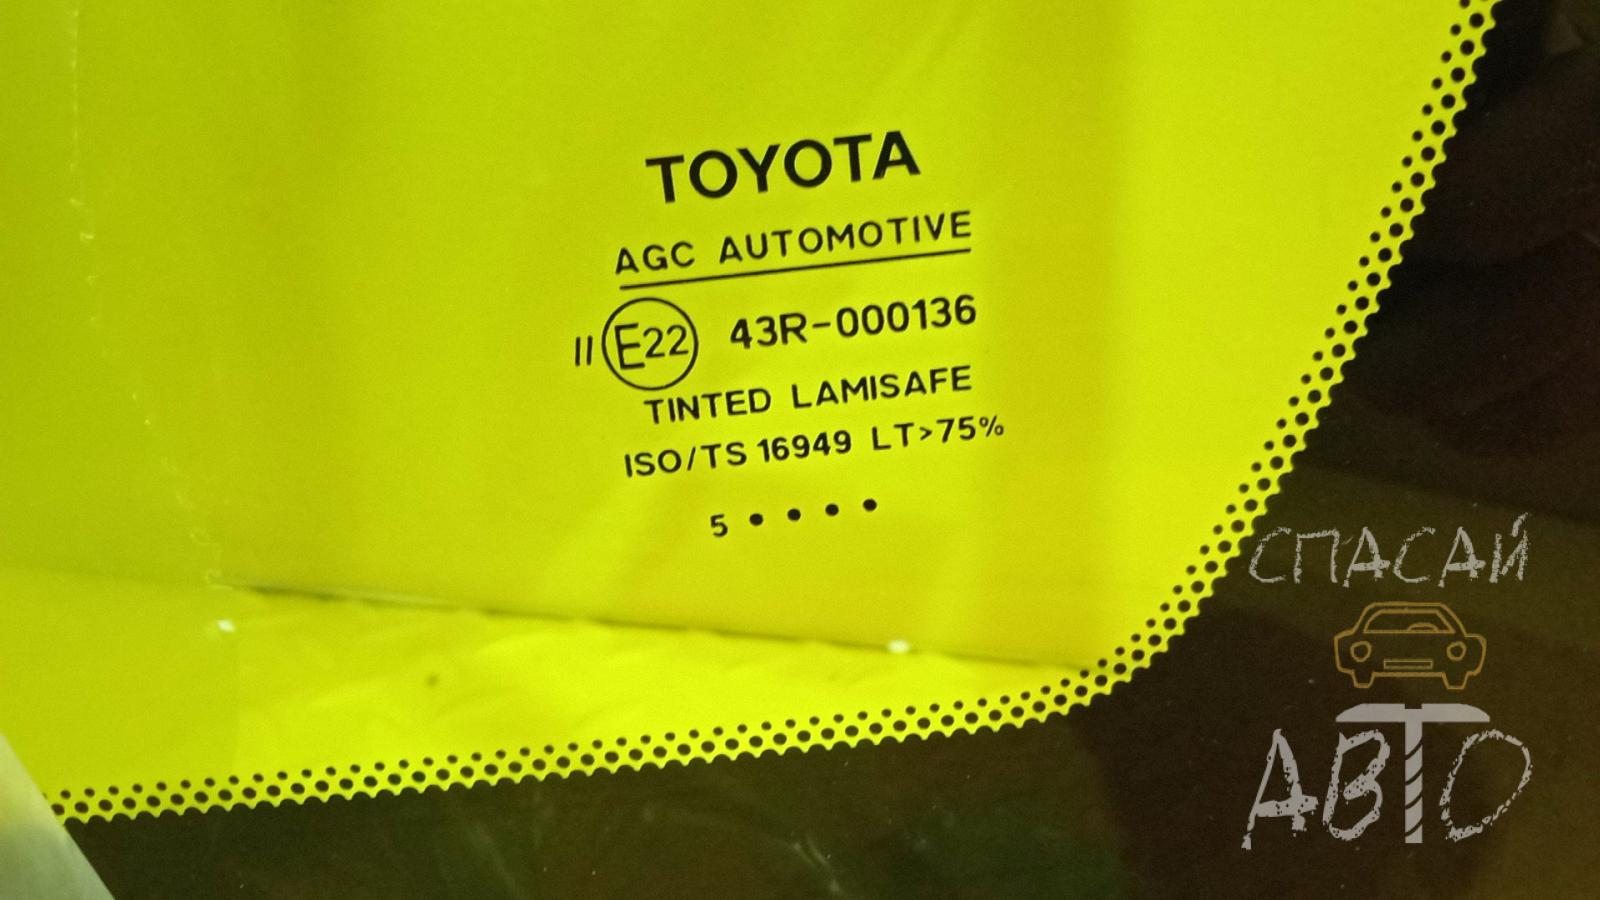 TOYOTA
AGC AUTOMOTIVE
II E22 43R-000136
TINTED LAMISAFE
ISO/TS 16949 LT>75%
5 • • • •
СПАСАЙ
АВТО